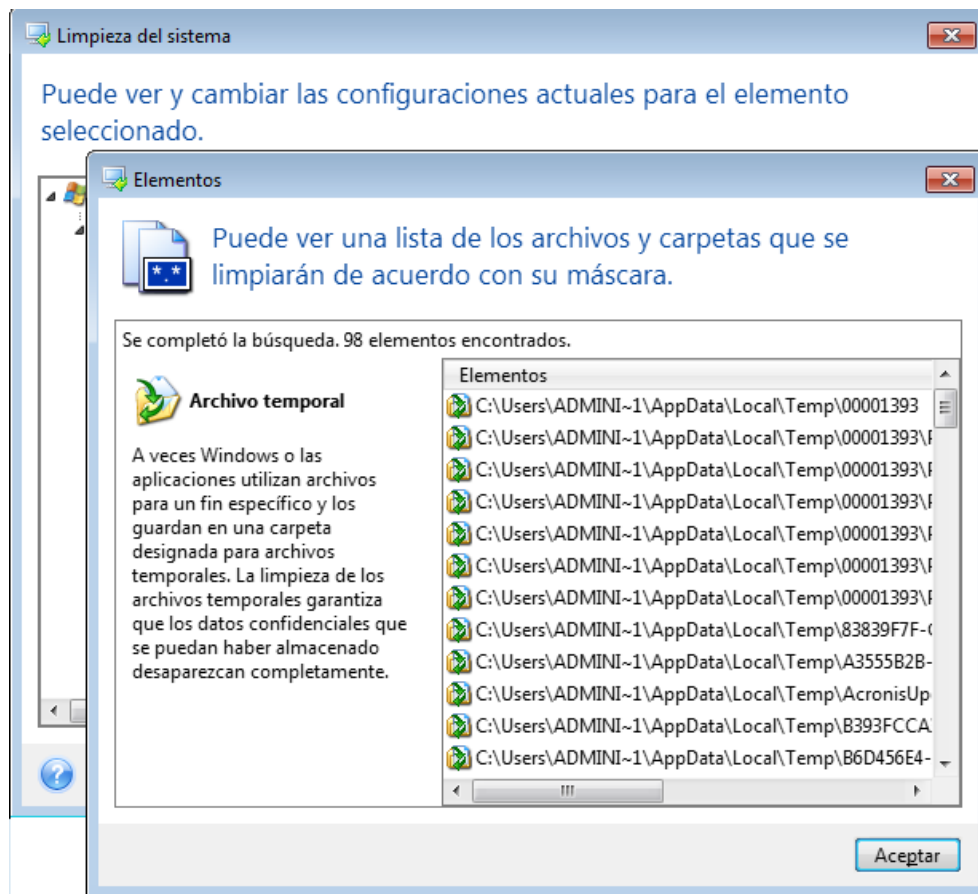 Limpieza del sistema
Puede ver y cambiar las configuraciones actuales para el elemento
seleccionado.
Elementos
Puede ver una lista de los archivos y carpetas que se
limpiarán de acuerdo con su máscara.
*.*
Se completó la búsqueda. 98 elementos encontrados.
Archivo temporal
A veces Windows o las
aplicaciones utilizan archivos
para un fin específico y los
guardan en una carpeta
designada para archivos
temporales. La limpieza de los
archivos temporales garantiza
que los datos confidenciales que
se puedan haber almacenado
desaparezcan completamente.
Elementos
C:\Users\ADMINI~1\AppData\Local\Temp\00001393
C:\Users\ADMINI~1\AppData\Local\Temp\00001393\
C:\Users\ADMINI~1\AppData\Local\Temp\00001393\
C:\Users\ADMINI~1\AppData\Local\Temp\00001393\
C:\Users\ADMINI~1\AppData\Local\Temp\00001393\
C:\Users\ADMINI~1\AppData\Local\Temp\00001393\
C:\Users\ADMINI~1\AppData\Local\Temp\00001393\
C:\Users\ADMINI~1\AppData\Local\Temp\83839F7F-
C:\Users\ADMINI~1\AppData\Local\Temp\A3555B2B-
C:\Users\ADMINI~1\AppData\Local\Temp\AcronisUp
C:\Users\ADMINI~1\AppData\Local\Temp\B393FCCA
C:\Users\ADMINI~1\AppData\Local\Temp\B6D456E4-
Aceptar